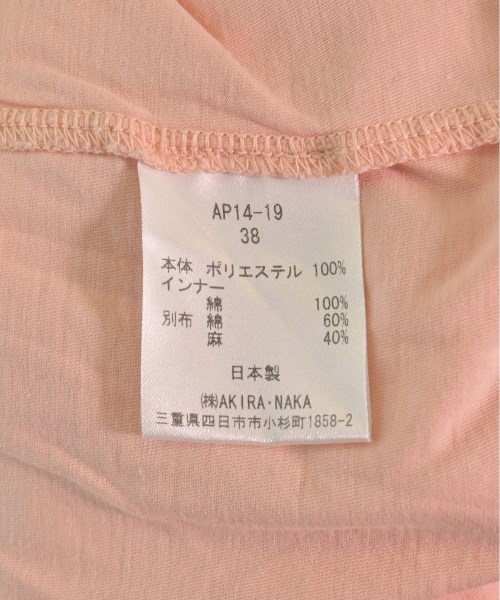 AP14-19
38
本体 ポリエステル 100%
インナー
綿 100%
別布 綿 60%
麻 40%
日本製
㈱AKIRA・NAKA
三重県四日市市小杉町1858-2